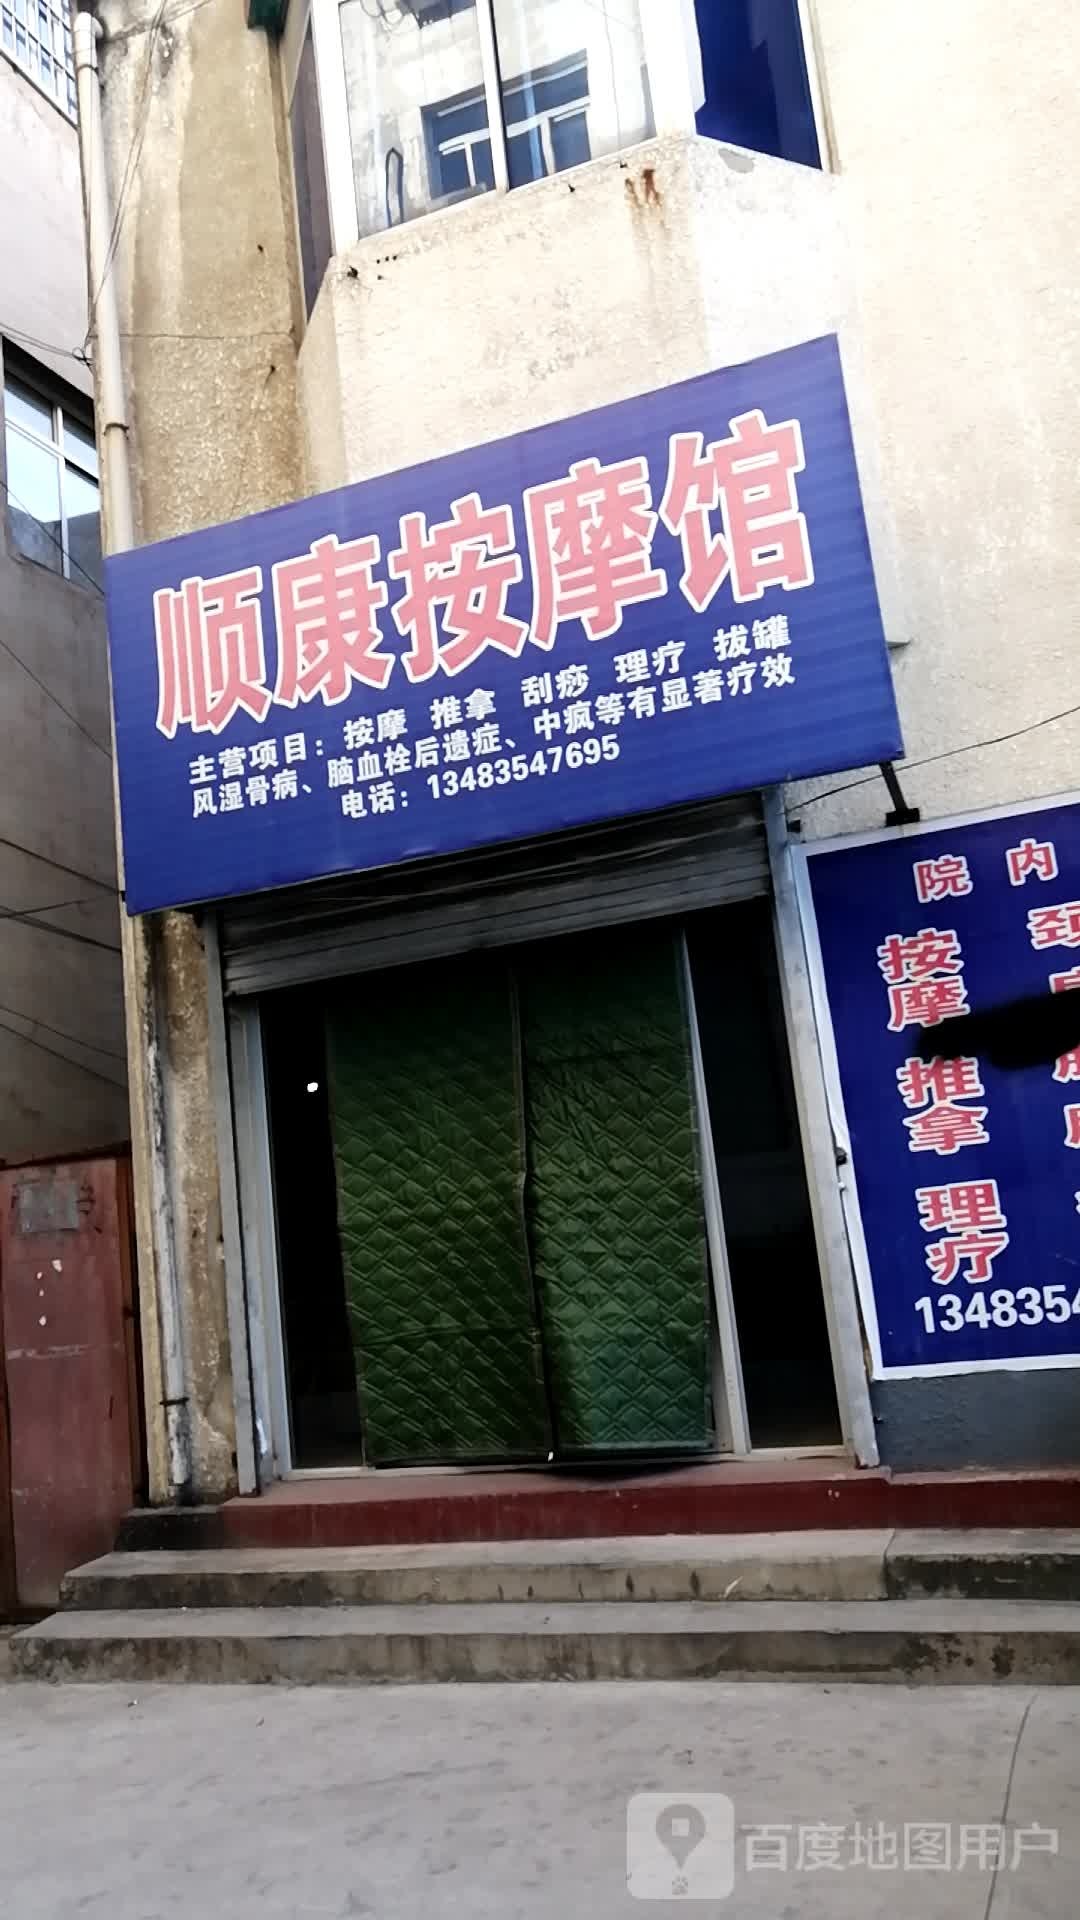 顺康按摩馆
主营项目：按摩 推拿 刮痧 理疗 拔罐
风湿骨病、脑血栓后遗症、中疯等有显著疗效
电话：13483547695
院内
按摩
推拿
理疗
颈
1348354
百度地图用户